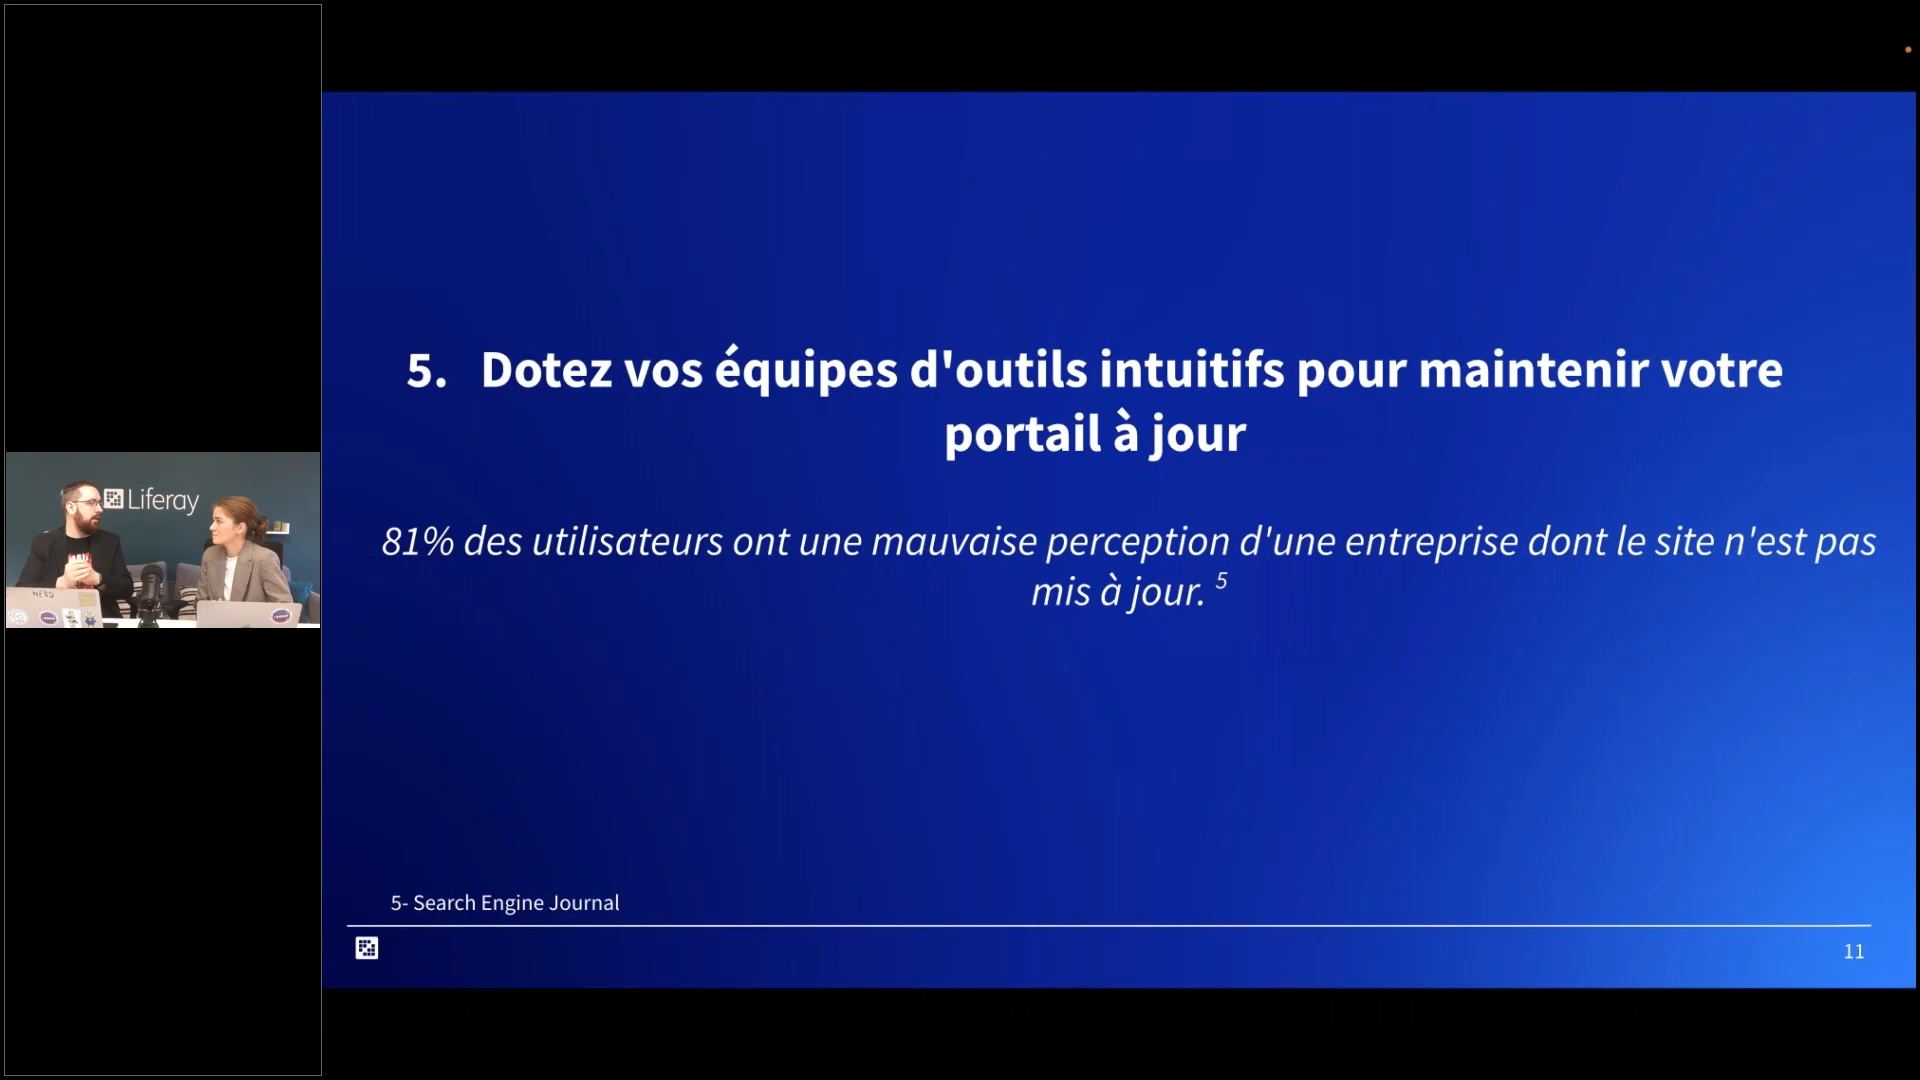 Liferay
NERD
5. Dotez vos équipes d'outils intuitifs pour maintenir votre
portail à jour
81% des utilisateurs ont une mauvaise perception d'une entreprise dont le site n'est pas
mis à jour. 5
5- Search Engine Journal
11